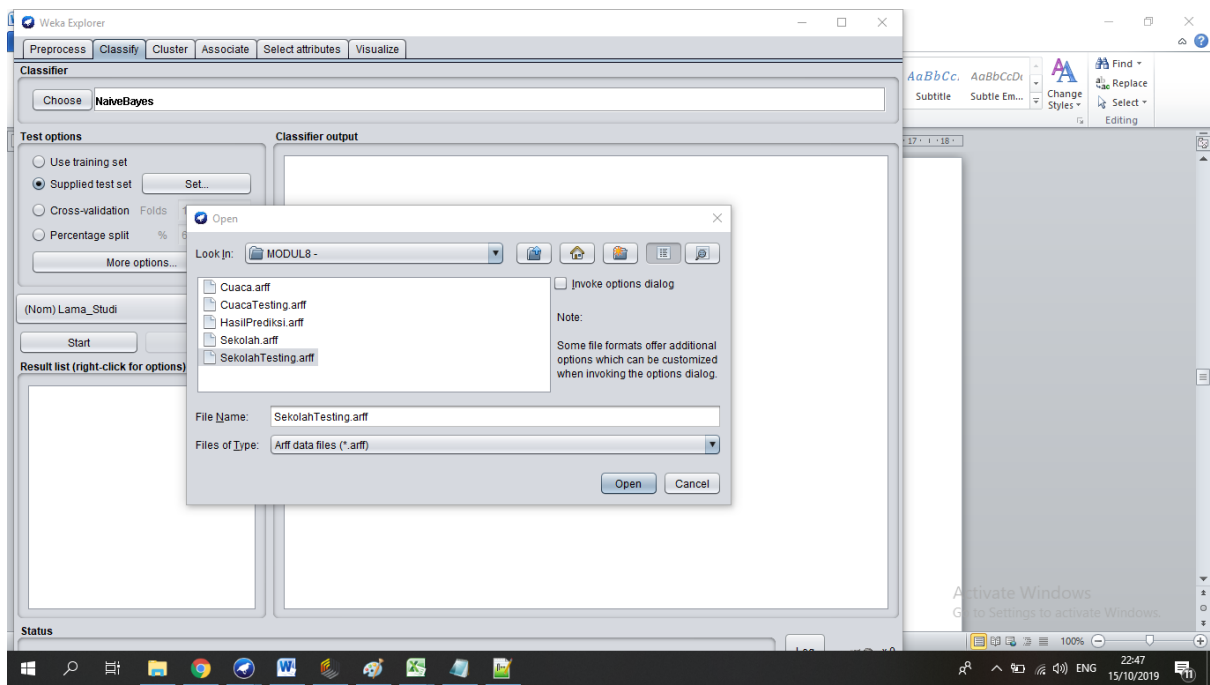 Weka Explorer
Preprocess Classify Cluster Associate Select attributes Visualize
Classifier
Choose NaiveBayes
Test options
Classifier output
Use training set
Supplied test set Set...
Cross-validation Folds
Percentage split %
More options...
(Nom) Lama_Studi
Start
Result list (right-click for options)
Status
Open
Look In: MODUL8 -
Cuaca.arff
CuacaTesting.arff
HasilPrediksi.arff
Sekolah.arff
SekolahTesting.arff
Invoke options dialog
Note:
Some file formats offer additional
options which can be customized
when invoking the options dialog.
File Name: SekolahTesting.arff
Files of Type: Arff data files (*.arff)
Open Cancel
AaBbCc. AaBbCcDc
Subtitle Subtle Em...
Change
Styles
Find
Replace
Select
Editing
17 18
Activate Windows
Go to Settings to activate Windows.
100%
ENG
22:47
15/10/2019